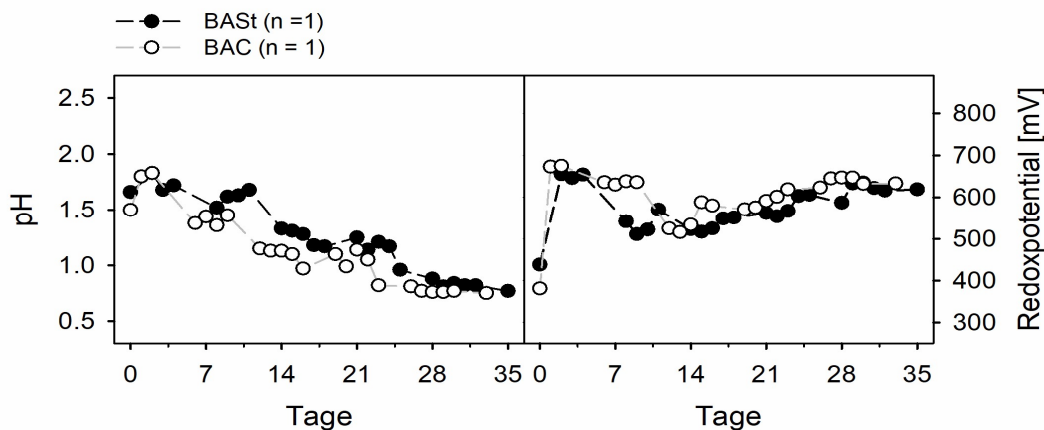 BASt (n =1)
BAC (n = 1)
2.5
2.0
1.5
1.0
0.5
pH
800
700
600
500
400
300
Redoxpotential [mV]
0 7 14 21 28 35 0 7 14 21 28 35
Tage Tage